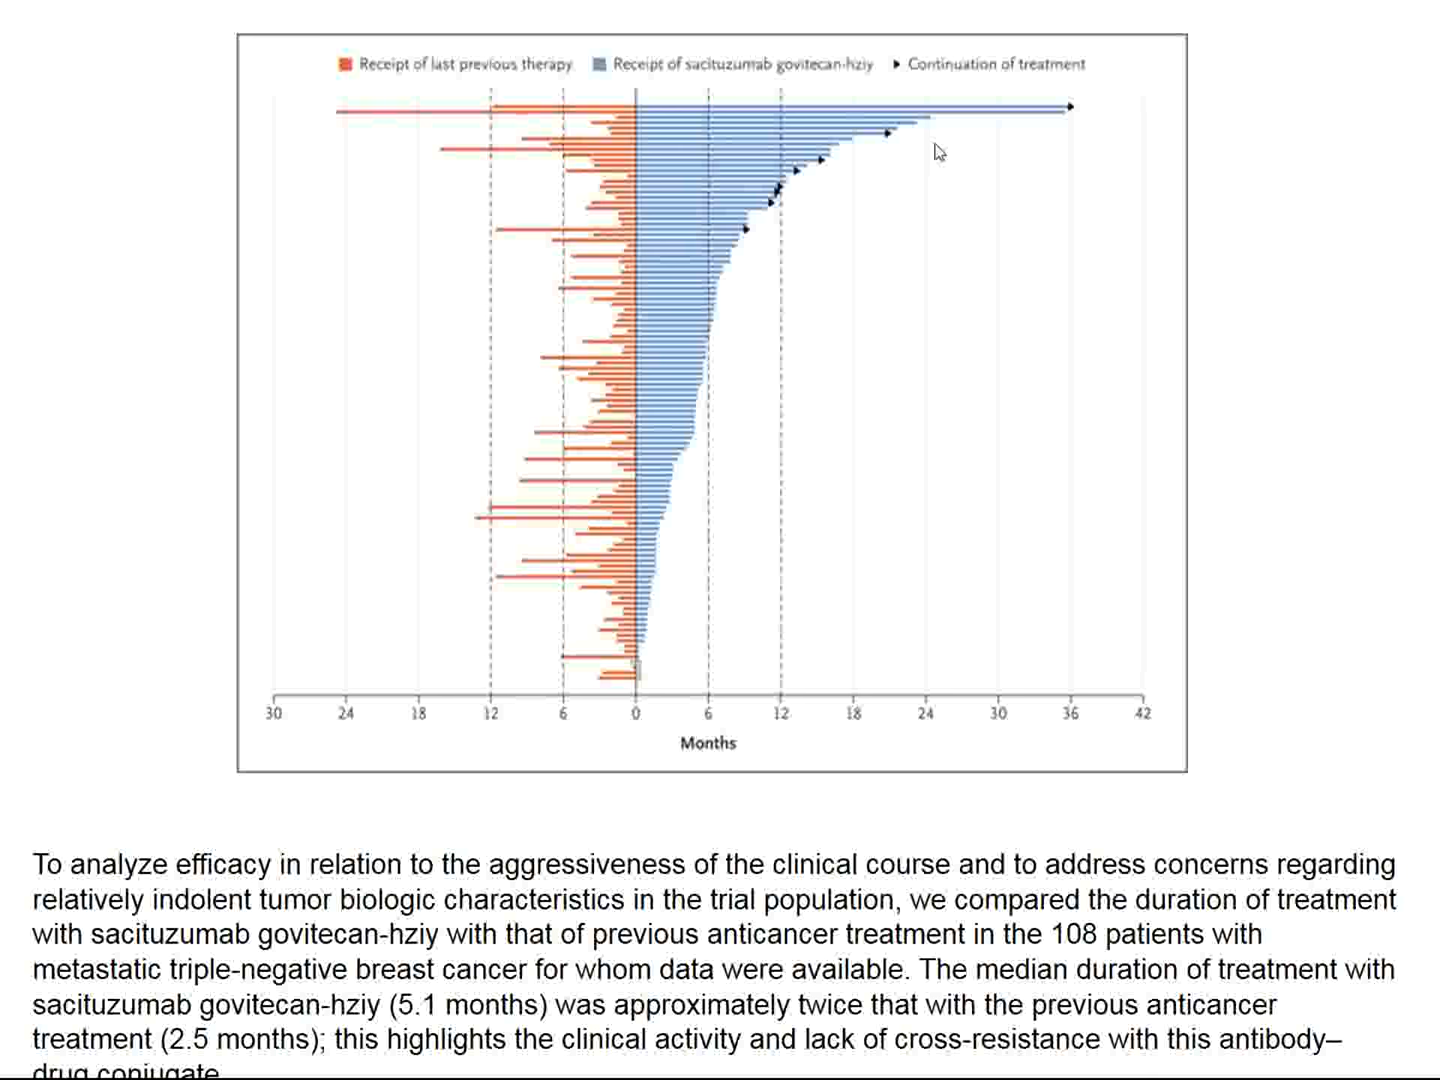 Receipt of last previous therapy Receipt of sacituzumab govitecan-hziy Continuation of treatment
30 24 18 12 6 0 6 12 18 24 30 36 42
Months
To analyze efficacy in relation to the aggressiveness of the clinical course and to address concerns regarding
relatively indolent tumor biologic characteristics in the trial population, we compared the duration of treatment
with sacituzumab govitecan-hziy with that of previous anticancer treatment in the 108 patients with
metastatic triple-negative breast cancer for whom data were available. The median duration of treatment with
sacituzumab govitecan-hziy (5.1 months) was approximately twice that with the previous anticancer
treatment (2.5 months); this highlights the clinical activity and lack of cross-resistance with this antibody–
drug conjugate